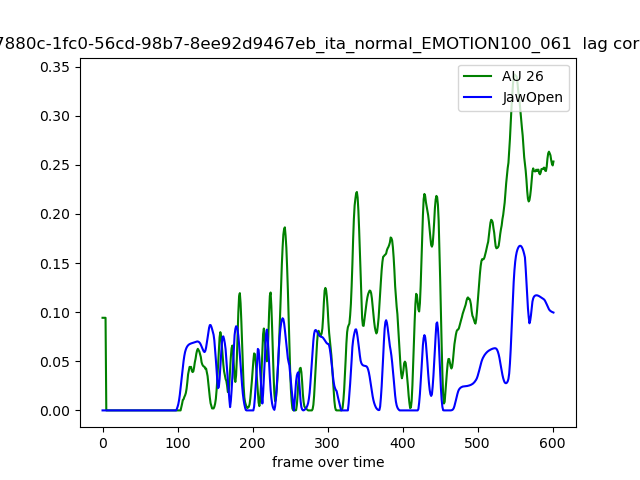 7880c-1fc0-56cd-98b7-8ee92d9467eb_ita_normal_EMOTION100_061 lag cor
AU 26
JawOpen
0.35
0.30
0.25
0.20
0.15
0.10
0.05
0.00
0 100 200 300 400 500 600
frame over time